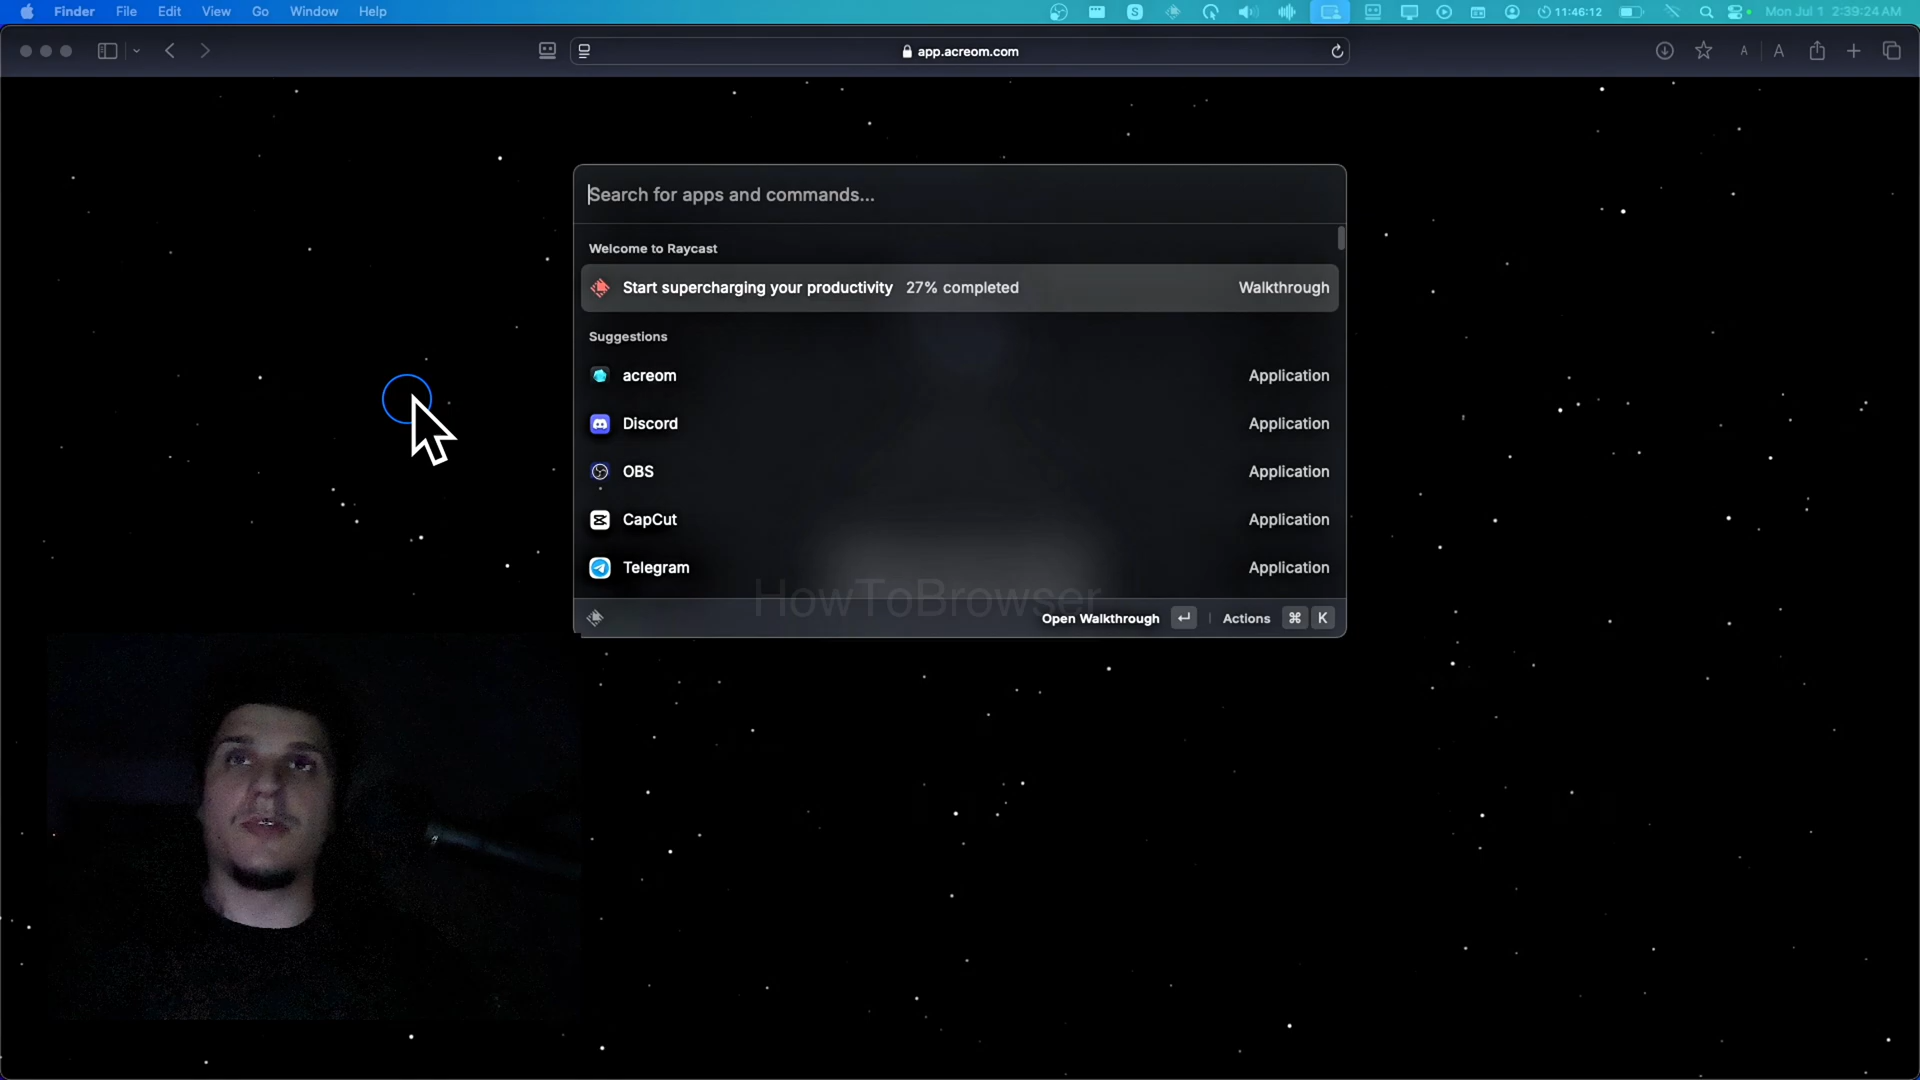 Finder File Edit View Go Window Help
11:46:12 Mon Jul 1 2:39:24 AM
app.acreom.com
A A
Search for apps and commands...
Welcome to Raycast
Start supercharging your productivity 27% completed Walkthrough
Suggestions
acreom Application
Discord Application
OBS Application
CapCut Application
Telegram Application
HowToBrowser
Open Walkthrough ↵ Actions ⌘ K